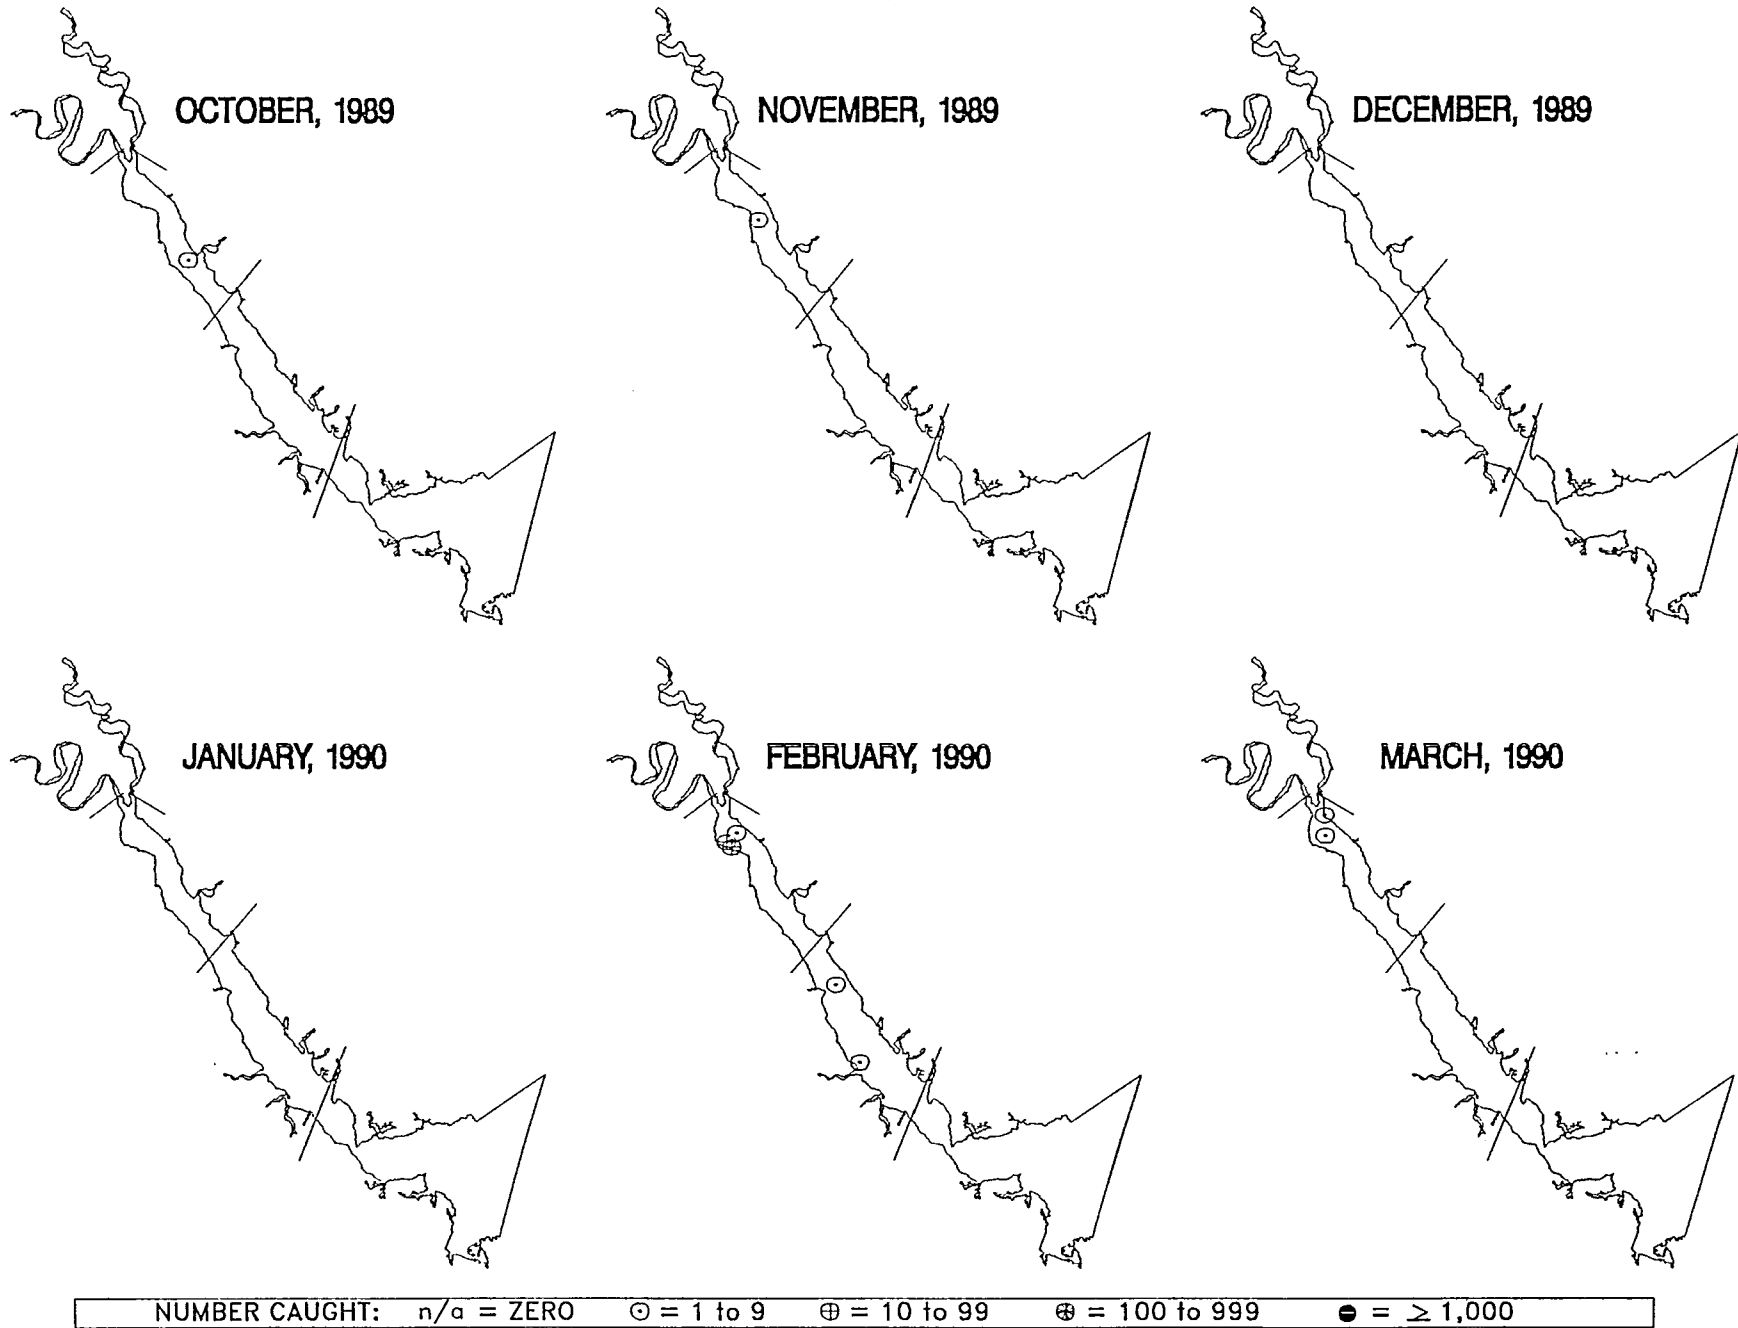 OCTOBER, 1989
NOVEMBER, 1989
DECEMBER, 1989
JANUARY, 1990
FEBRUARY, 1990
MARCH, 1990
NUMBER CAUGHT: n/a = ZERO ⊙ = 1 to 9 ⊕ = 10 to 99 ⊕ = 100 to 999 ⊖ = ≥ 1,000